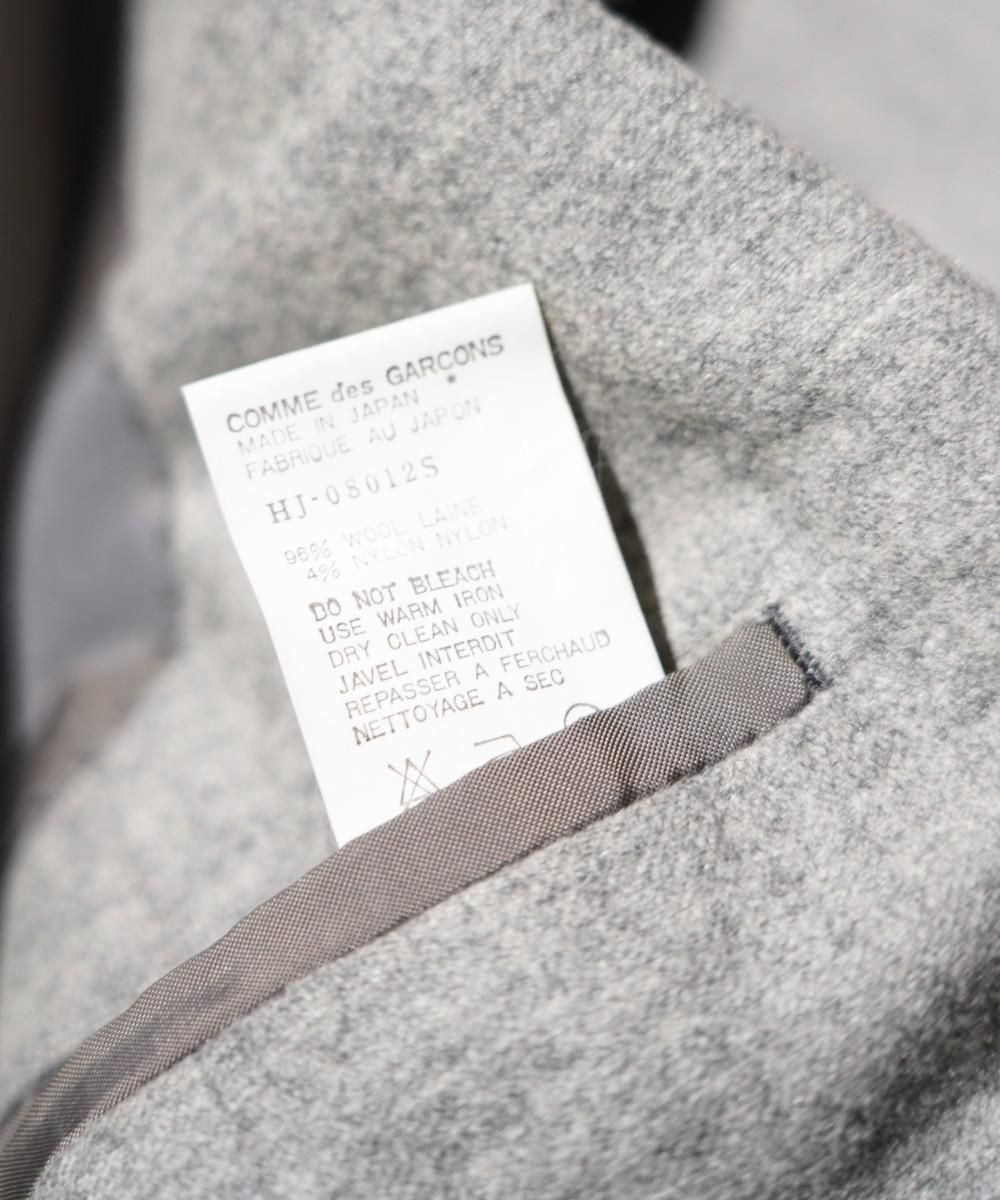 COMME des GARÇONS
*
MADE IN JAPAN
FABRIQUE AU JAPON
HJ-08012S
96% WOOL LAINE
4% NYLON NYLON
DO NOT BLEACH
USE WARM IRON
DRY CLEAN ONLY
JAVEL INTERDIT
REPASSER A FERCHAUD
NETTOYAGE A SEC